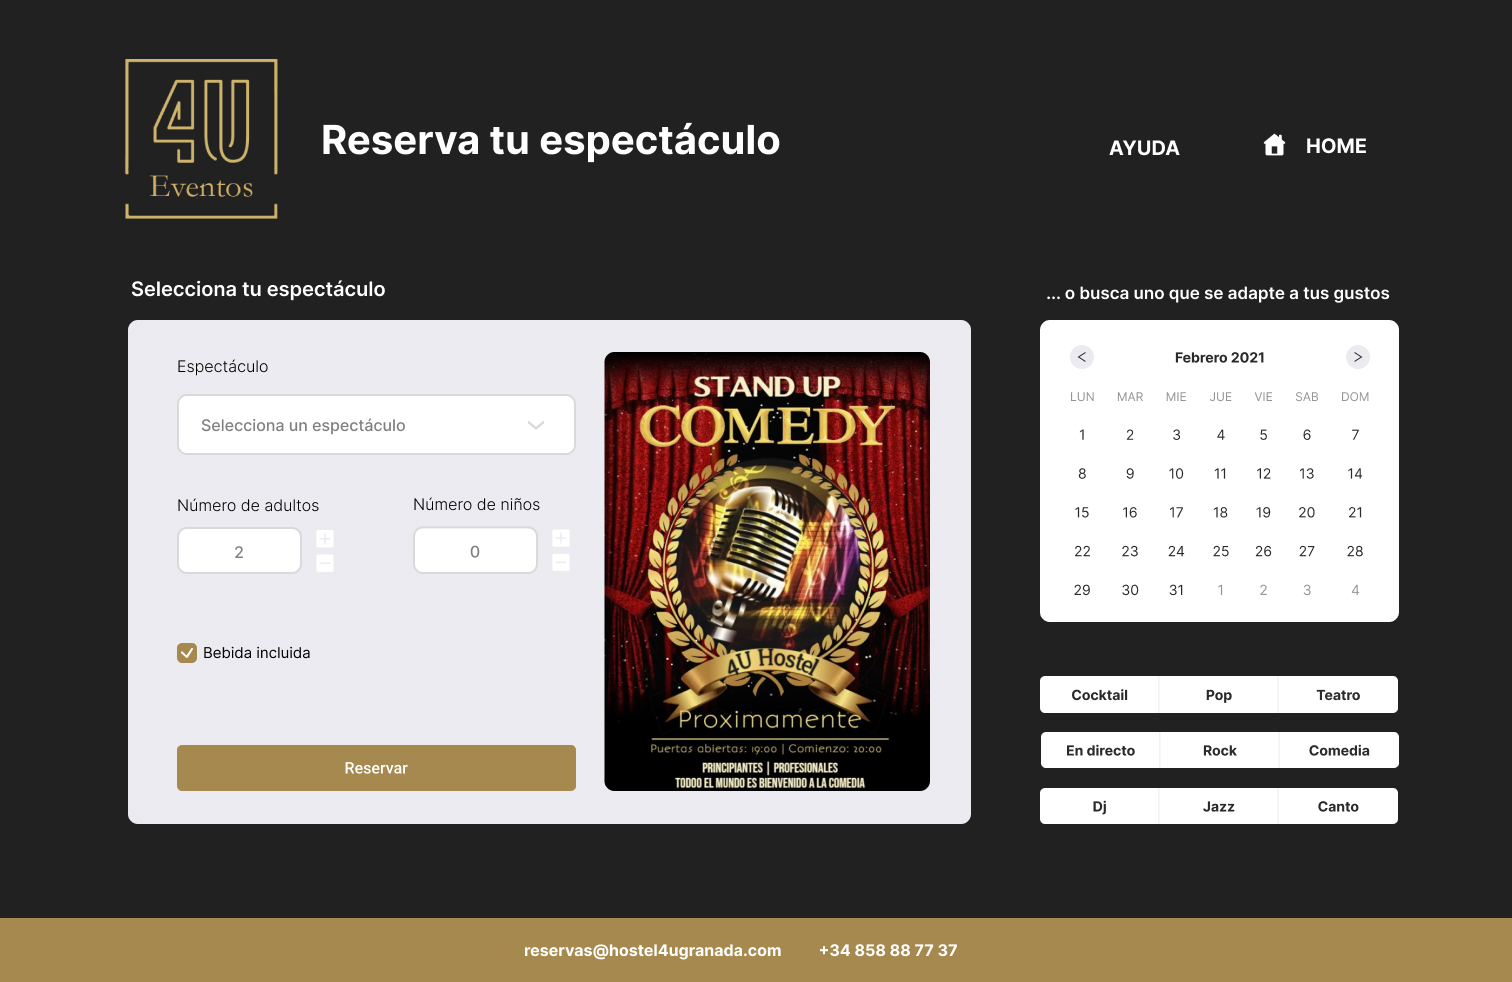 4U
Eventos
Reserva tu espectáculo
AYUDA
HOME
Selecciona tu espectáculo
Espectáculo
Selecciona un espectáculo
Número de adultos
Número de niños
2
+
−
0
+
−
Bebida incluida
Reservar
STAND UP
COMEDY
4U Hostel
Proximamente
Puertas abiertas: 19:00 | Comienzo: 20:00
PRINCIPIANTES | PROFESIONALES
TODOO EL MUNDO ES BIENVENIDO A LA COMEDIA
... o busca uno que se adapte a tus gustos
< Febrero 2021 >
LUN MAR MIE JUE VIE SAB DOM
1 2 3 4 5 6 7
8 9 10 11 12 13 14
15 16 17 18 19 20 21
22 23 24 25 26 27 28
29 30 31 1 2 3 4
Cocktail Pop Teatro
En directo Rock Comedia
Dj Jazz Canto
reservas@hostel4ugranada.com +34 858 88 77 37